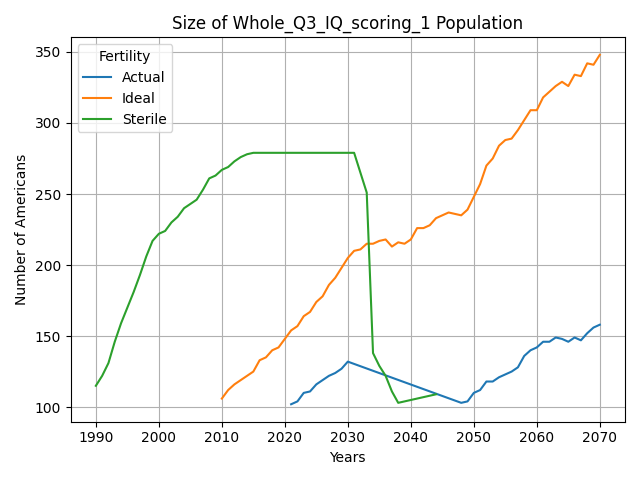 Size of Whole_Q3_IQ_scoring_1 Population
Number of Americans
350
300
250
200
150
100
Fertility
Actual
Ideal
Sterile
1990 2000 2010 2020 2030 2040 2050 2060 2070
Years